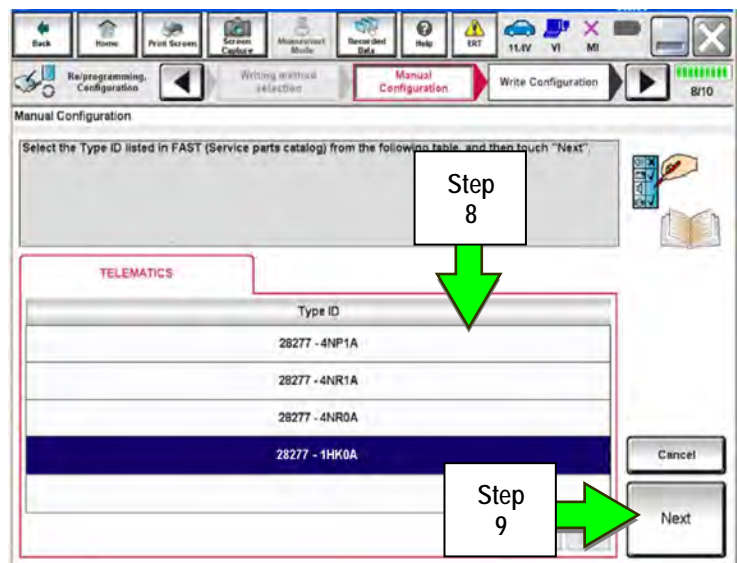 Back
Home
Print Screen
Screen
Capture
Measurement
Mode
Recorded
Data
Help
ERT
11.4V
VI
MI
Re/programming,
Configuration
Writing method
selection
Manual
Configuration
Write Configuration
8/10
Manual Configuration
Select the Type ID listed in FAST (Service parts catalog) from the following table, and then touch "Next".
Step
8
TELEMATICS
Type ID
28277 - 4NP1A
28277 - 4NR1A
28277 - 4NR0A
28277 - 1HK0A
Cancel
Step
9
Next